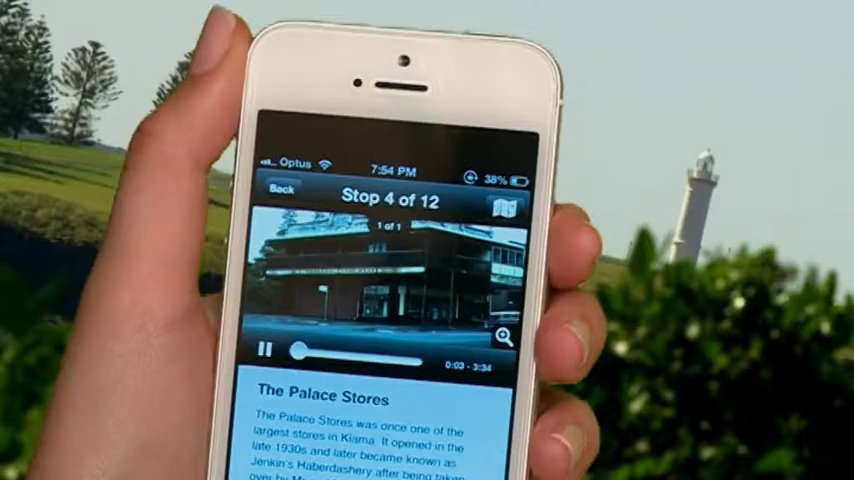 Optus 7:54 PM 38%
Back Stop 4 of 12
1 of 1
0:03 - 3:34
The Palace Stores
The Palace Stores was once one of the
largest stores in Kiama. It opened in the
late 1930s and later became known as
Jenkin's Haberdashery after being taken
over by